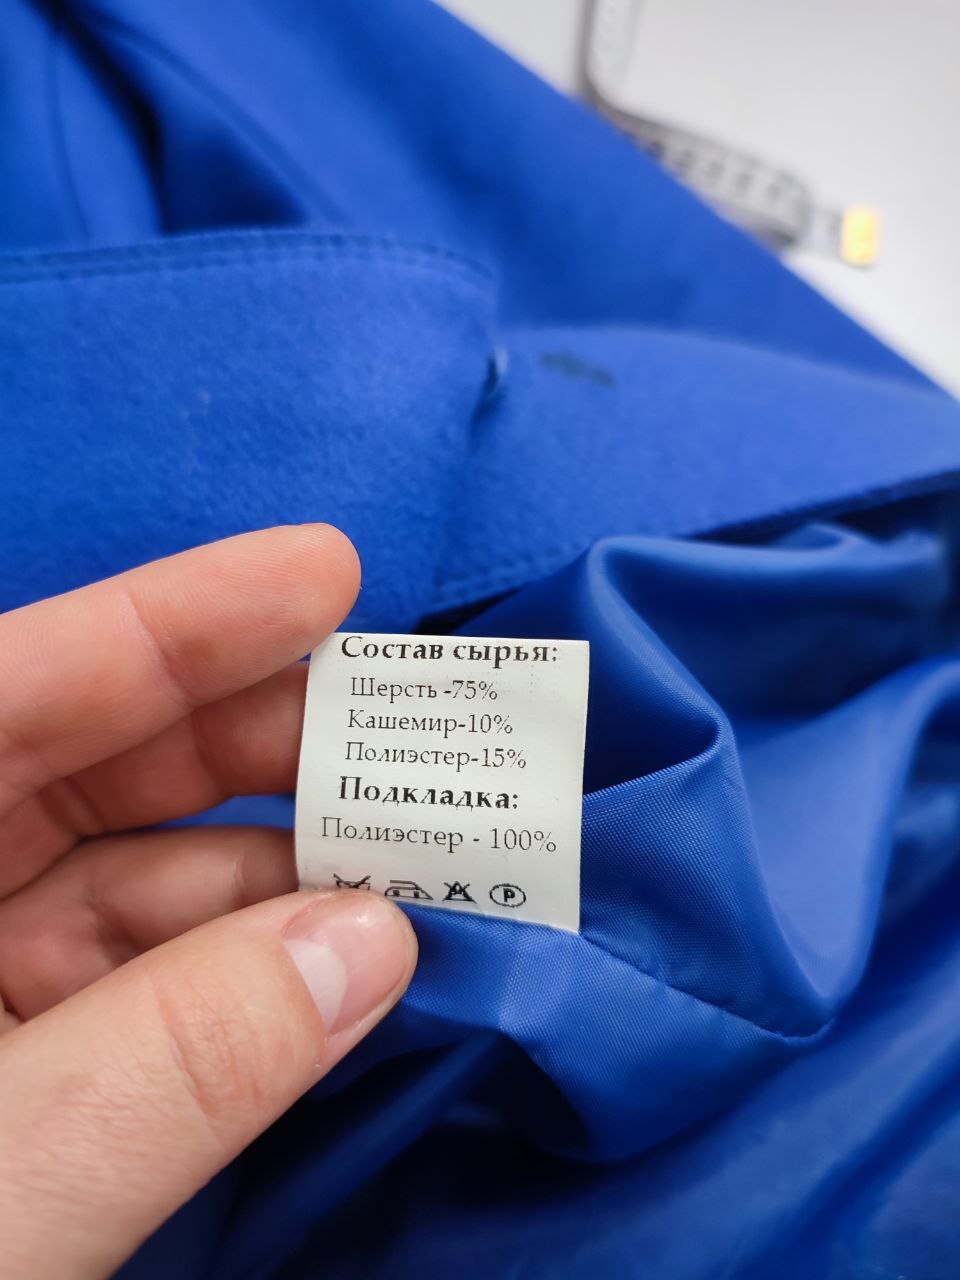 Состав сырья:
Шерсть -75%
Кашемир-10%
Полиэстер-15%
Подкладка:
Полиэстер - 100%
P